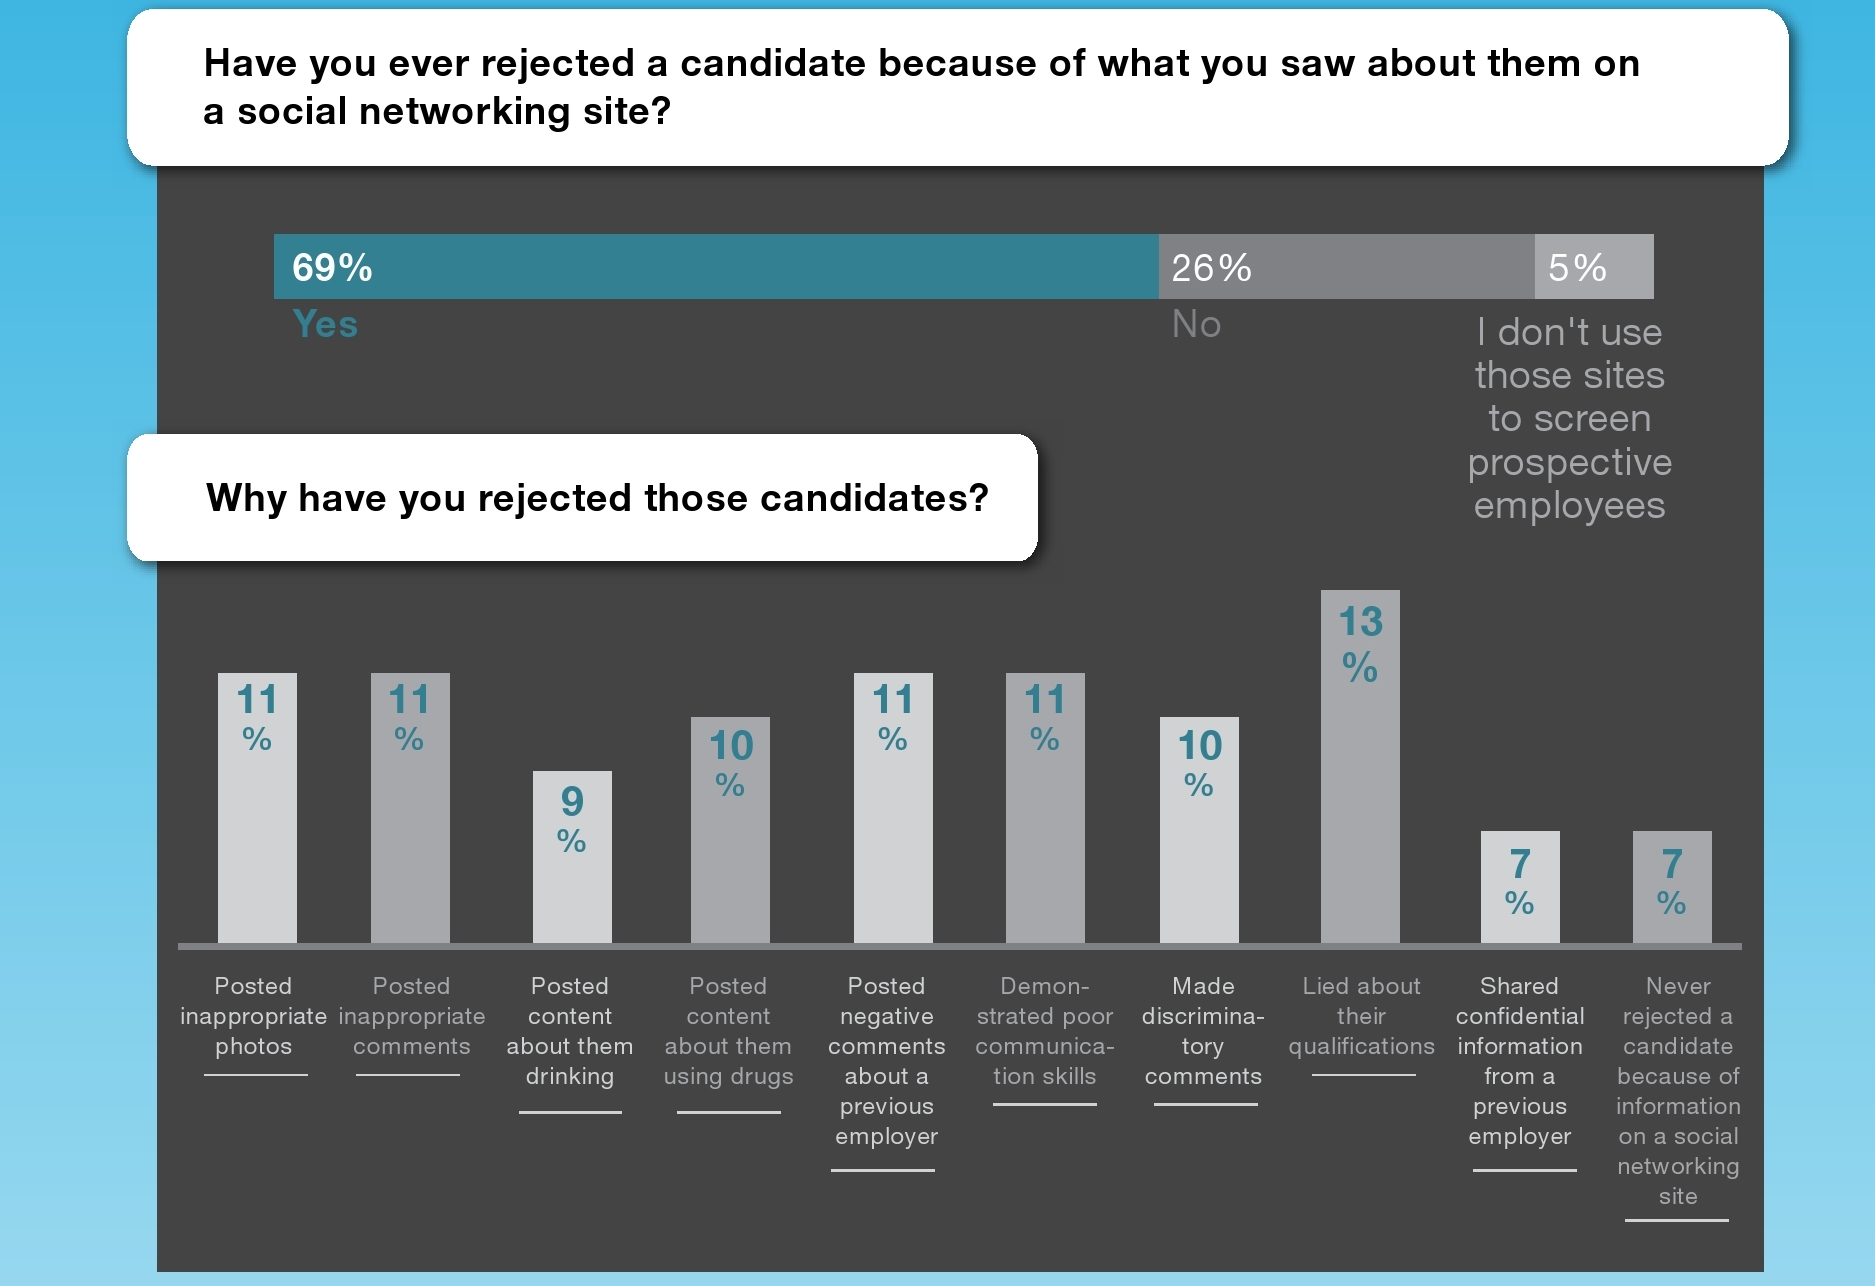 Have you ever rejected a candidate because of what you saw about them on
a social networking site?
69%
Yes
26%
No
5%
I don't use
those sites
to screen
prospective
employees
Why have you rejected those candidates?
11
%
Posted
inappropriate
photos
11
%
Posted
inappropriate
comments
9
%
Posted
content
about them
drinking
10
%
Posted
content
about them
using drugs
11
%
Posted
negative
comments
about a
previous
employer
11
%
Demon-
strated poor
communica-
tion skills
10
%
Made
discrimina-
tory
comments
13
%
Lied about
their
qualifications
7
%
Shared
confidential
information
from a
previous
employer
7
%
Never
rejected a
candidate
because of
information
on a social
networking
site